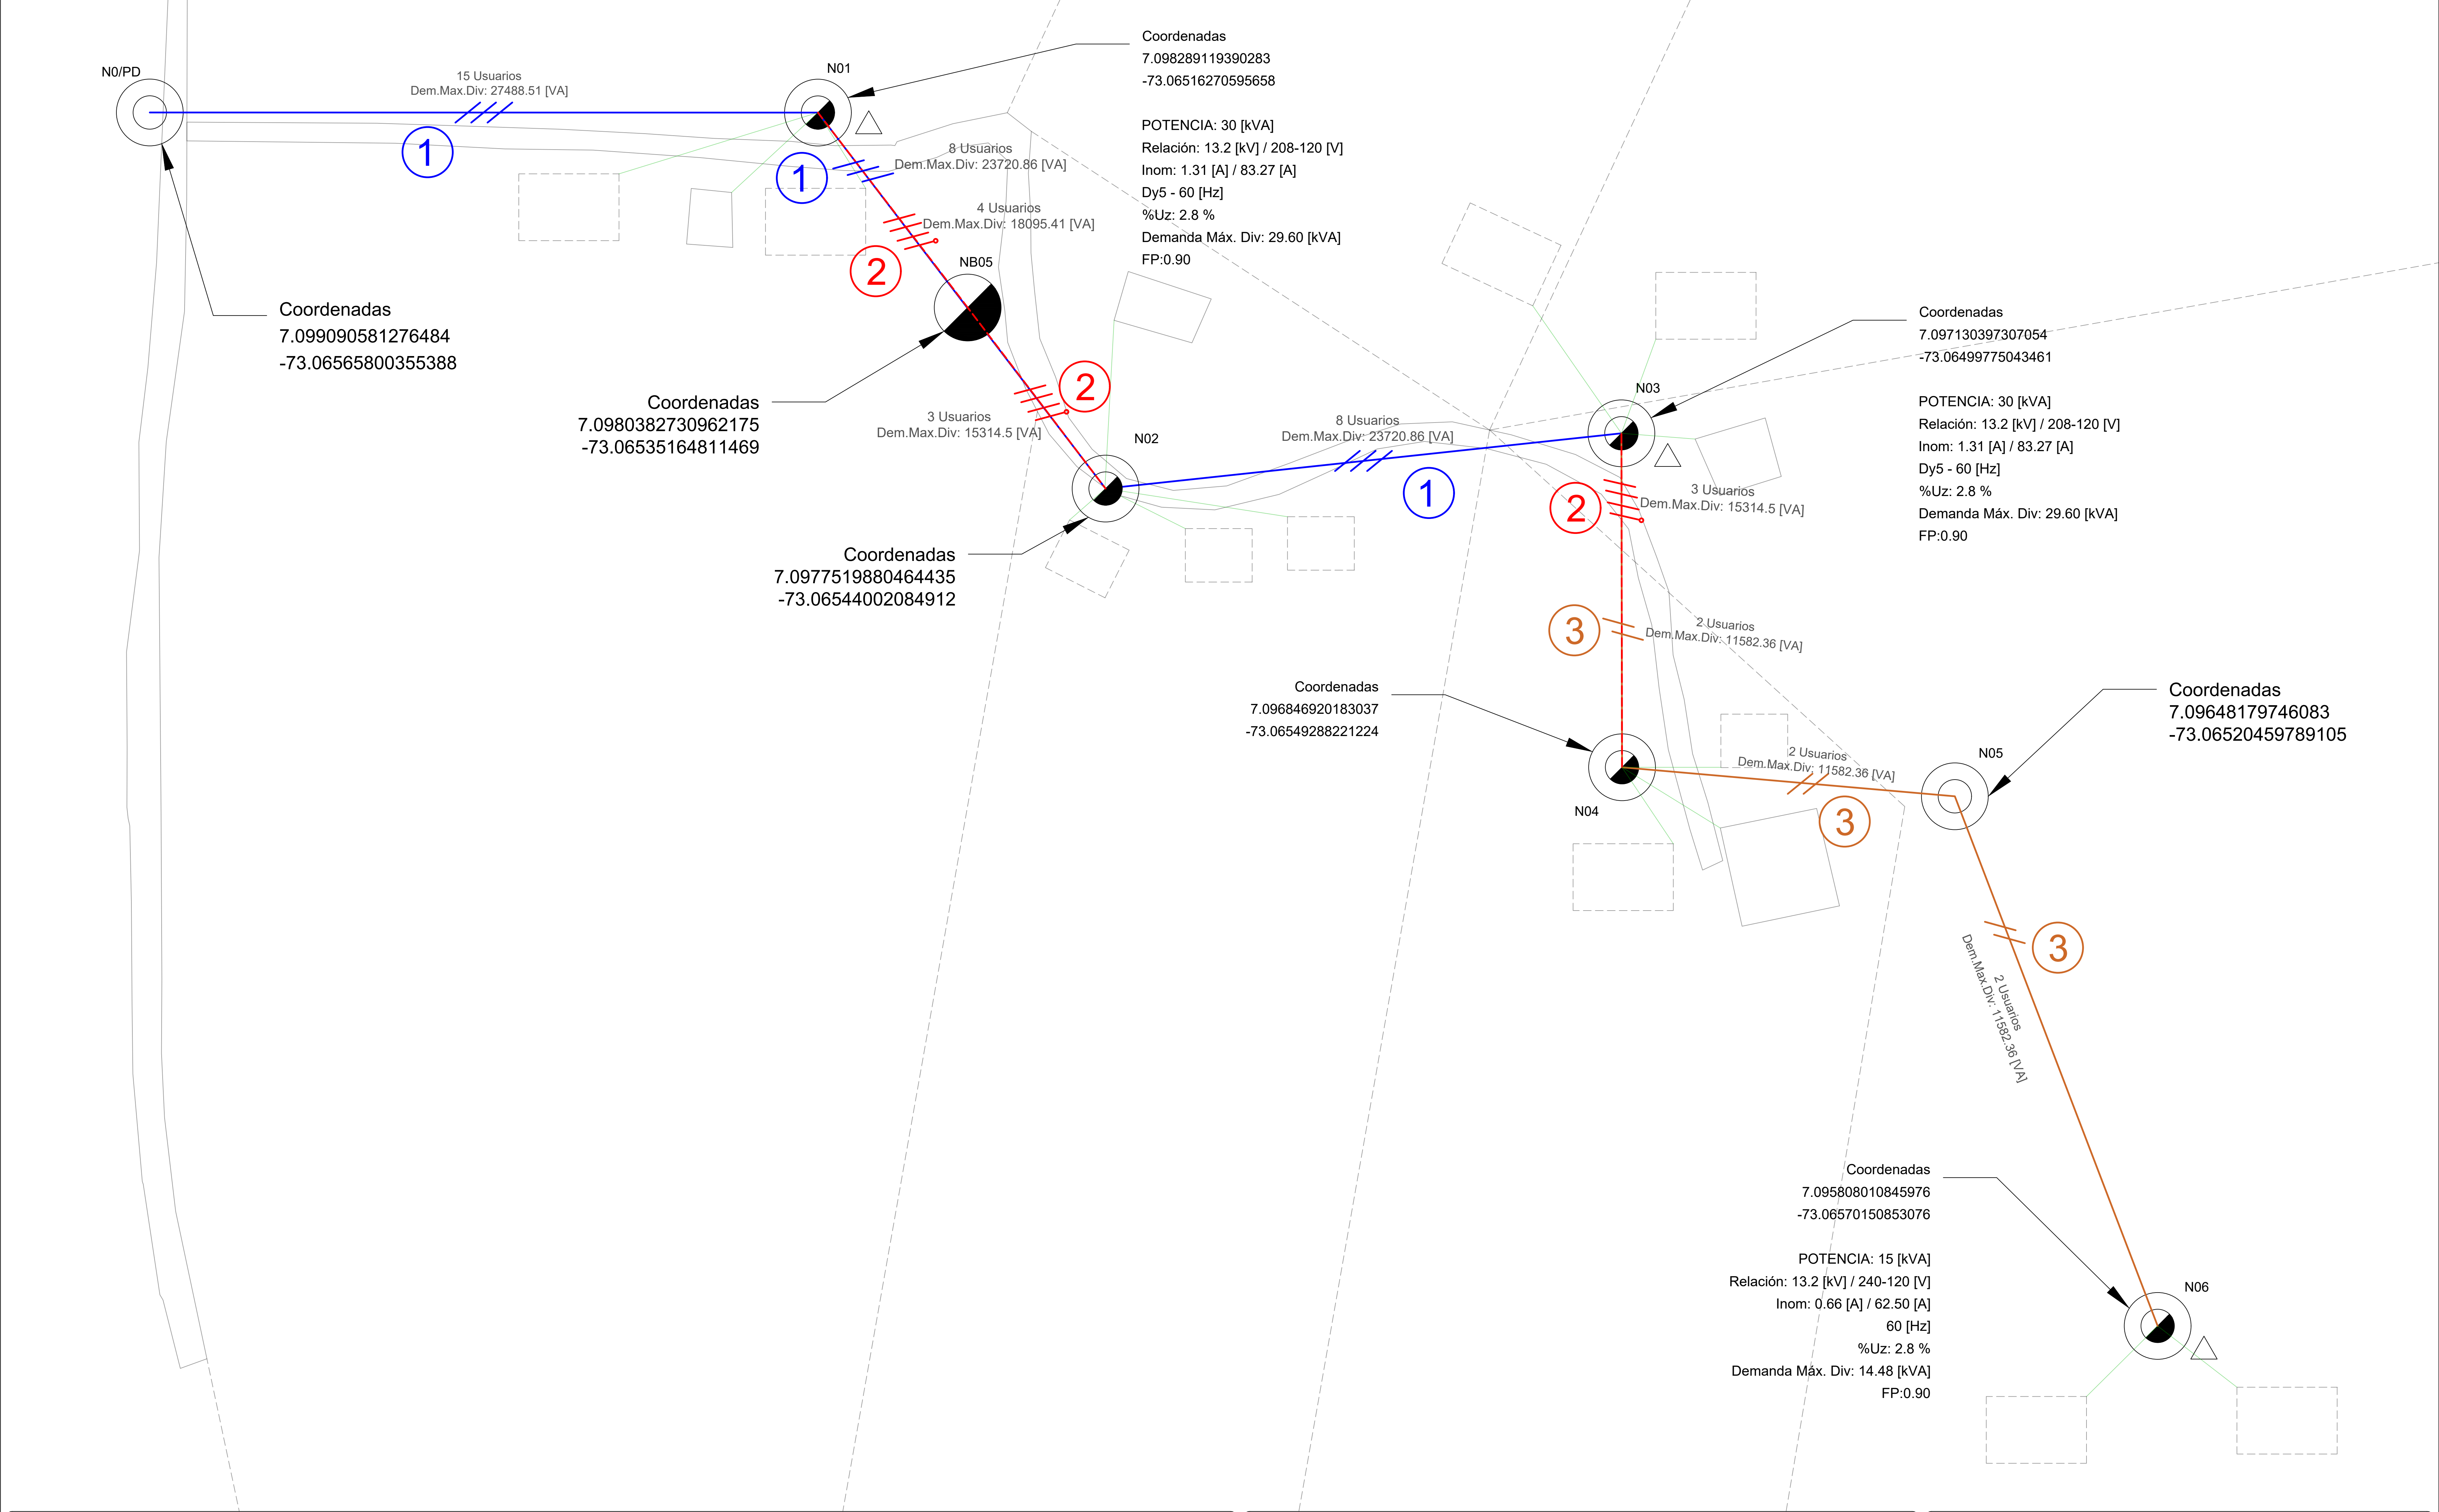 N0/PD
15 Usuarios
Dem.Max.Div: 27488.51 [VA]
1
Coordenadas
7.099090581276484
-73.06565800355388
N01
1
8 Usuarios
Dem.Max.Div: 23720.86 [VA]
4 Usuarios
Dem.Max.Div: 18095.41 [VA]
2
NB05
Coordenadas
7.098289119390283
-73.06516270595658
POTENCIA: 30 [kVA]
Relación: 13.2 [kV] / 208-120 [V]
Inom: 1.31 [A] / 83.27 [A]
Dy5 - 60 [Hz]
%Uz: 2.8 %
Demanda Máx. Div: 29.60 [kVA]
FP:0.90
Coordenadas
7.0980382730962175
-73.06535164811469
2
3 Usuarios
Dem.Max.Div: 15314.5 [VA]
N02
Coordenadas
7.0977519880464435
-73.06544002084912
8 Usuarios
Dem.Max.Div: 23720.86 [VA]
1
N03
Coordenadas
7.097130397307054
-73.06499775043461
POTENCIA: 30 [kVA]
Relación: 13.2 [kV] / 208-120 [V]
Inom: 1.31 [A] / 83.27 [A]
Dy5 - 60 [Hz]
%Uz: 2.8 %
Demanda Máx. Div: 29.60 [kVA]
FP:0.90
2
3 Usuarios
Dem.Max.Div: 15314.5 [VA]
3
2 Usuarios
Dem.Max.Div: 11582.36 [VA]
Coordenadas
7.096846920183037
-73.06549288221224
N04
2 Usuarios
Dem.Max.Div: 11582.36 [VA]
3
N05
Coordenadas
7.09648179746083
-73.06520459789105
3
2 Usuarios
Dem.Max.Div: 11582.36 [VA]
Coordenadas
7.095808010845976
-73.06570150853076
POTENCIA: 15 [kVA]
Relación: 13.2 [kV] / 240-120 [V]
Inom: 0.66 [A] / 62.50 [A]
60 [Hz]
%Uz: 2.8 %
Demanda Máx. Div: 14.48 [kVA]
FP:0.90
N06